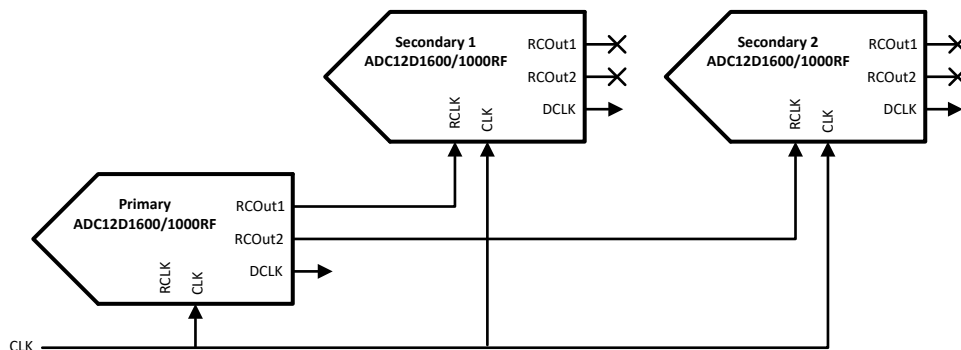 Secondary 1
ADC12D1600/1000RF
RCOut1
RCOut2
DCLK
RCLK
CLK
Secondary 2
ADC12D1600/1000RF
RCOut1
RCOut2
DCLK
RCLK
CLK
Primary
ADC12D1600/1000RF
RCOut1
RCOut2
DCLK
RCLK
CLK
CLK